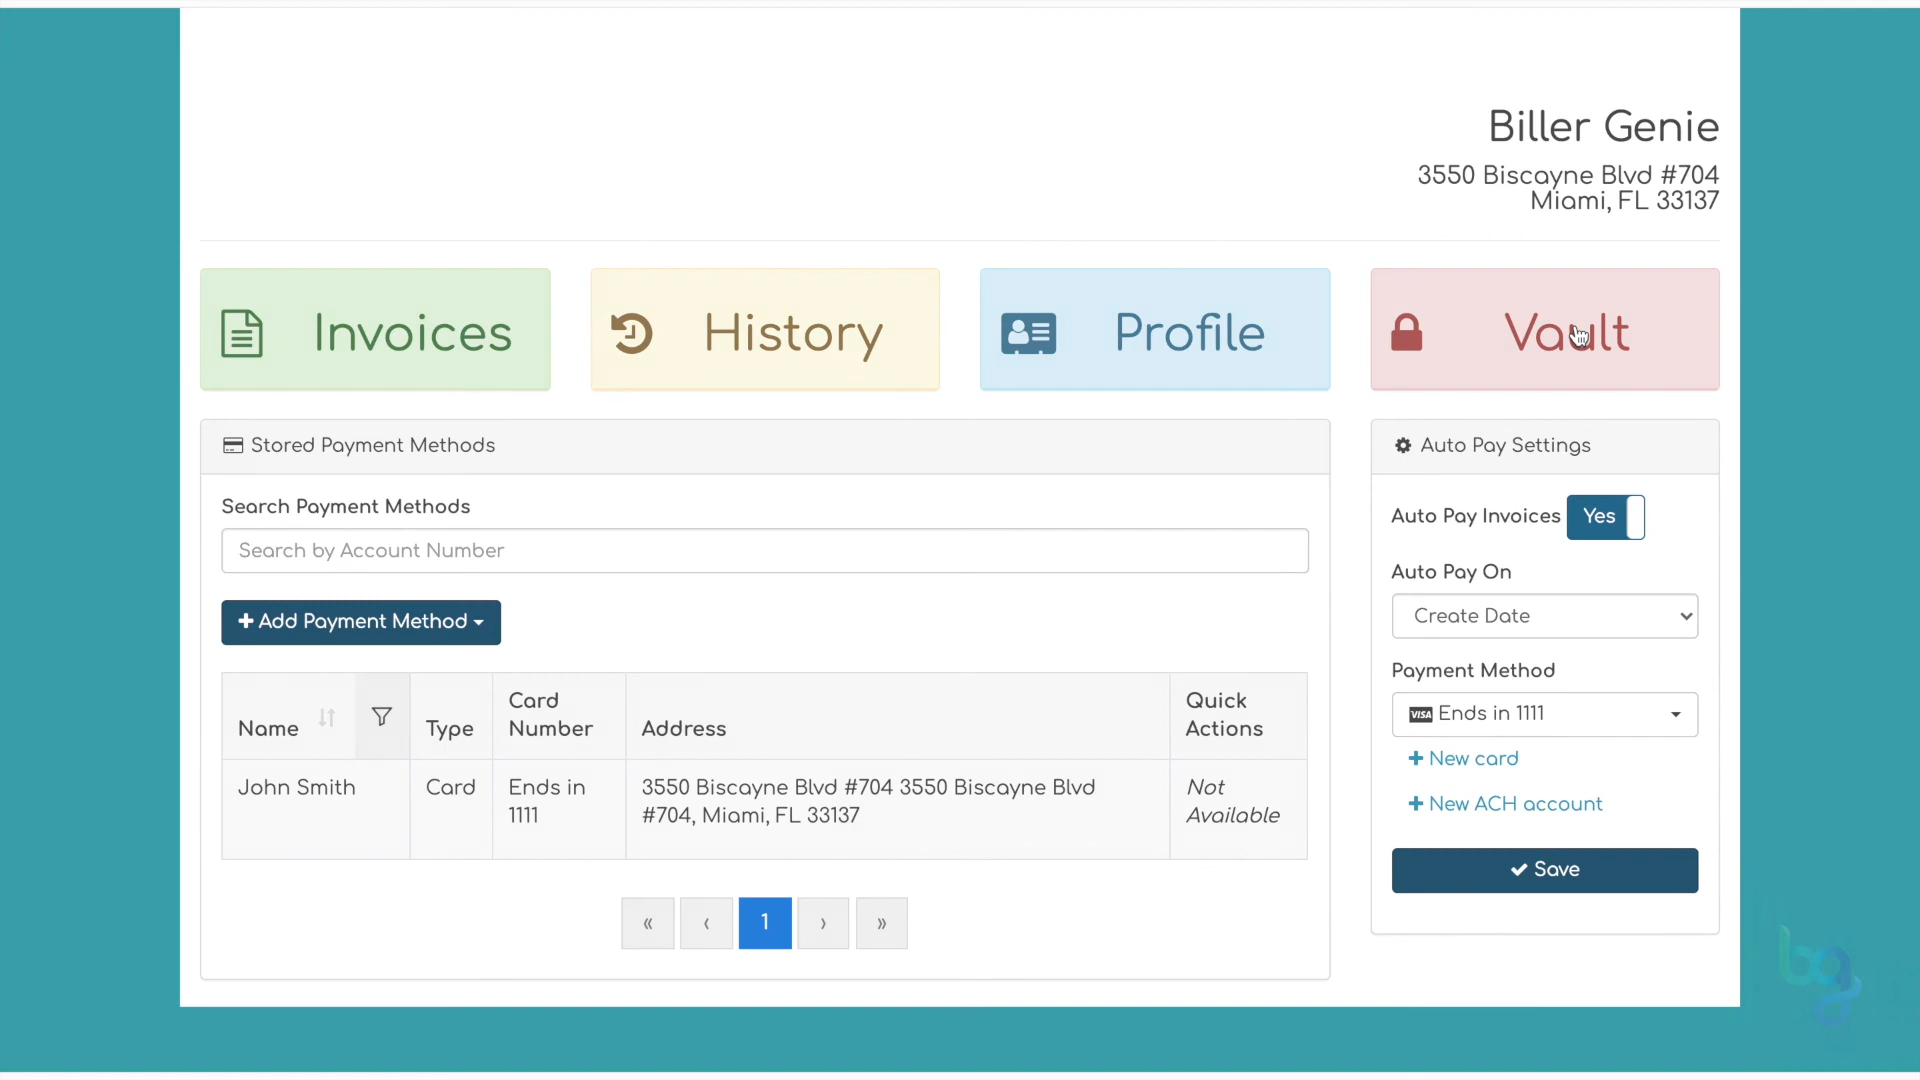 Biller Genie
3550 Biscayne Blvd #704
Miami, FL 33137
Invoices
History
Profile
Vault
Stored Payment Methods
Search Payment Methods
Search by Account Number
Add Payment Method
Name
Type
Card
Number
Address
Quick
Actions
John Smith
Card
Ends in
1111
3550 Biscayne Blvd #704 3550 Biscayne Blvd
#704, Miami, FL 33137
Not
Available
«
‹
1
›
»
Auto Pay Settings
Auto Pay Invoices Yes
Auto Pay On
Create Date
Payment Method
VISA Ends in 1111
+ New card
+ New ACH account
Save
bg